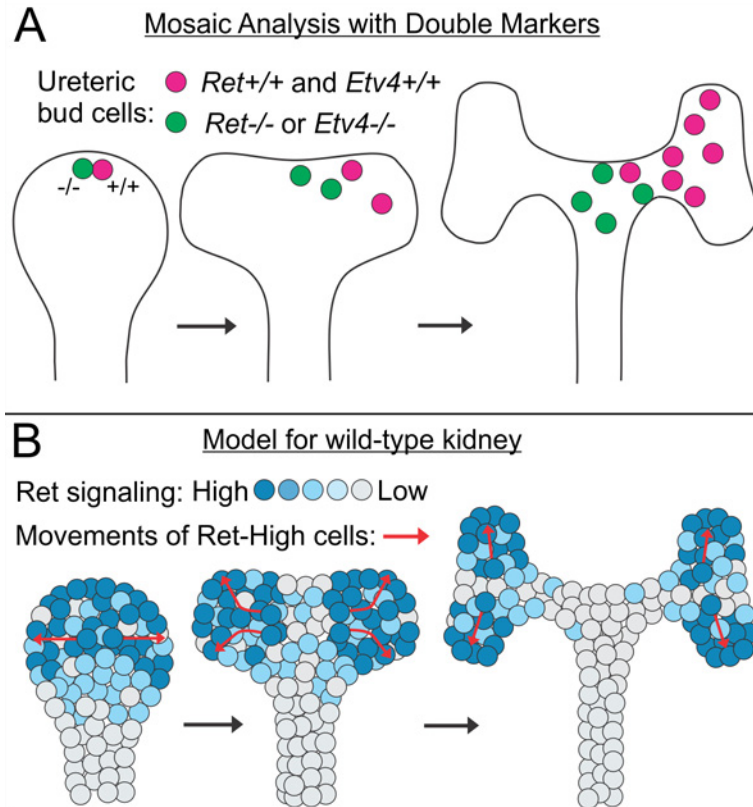 A
Mosaic Analysis with Double Markers
Ureteric
bud cells:
Ret+/+ and Etv4+/+
Ret-/- or Etv4-/-
-/-
+/+
B
Model for wild-type kidney
Ret signaling: High
Low
Movements of Ret-High cells: